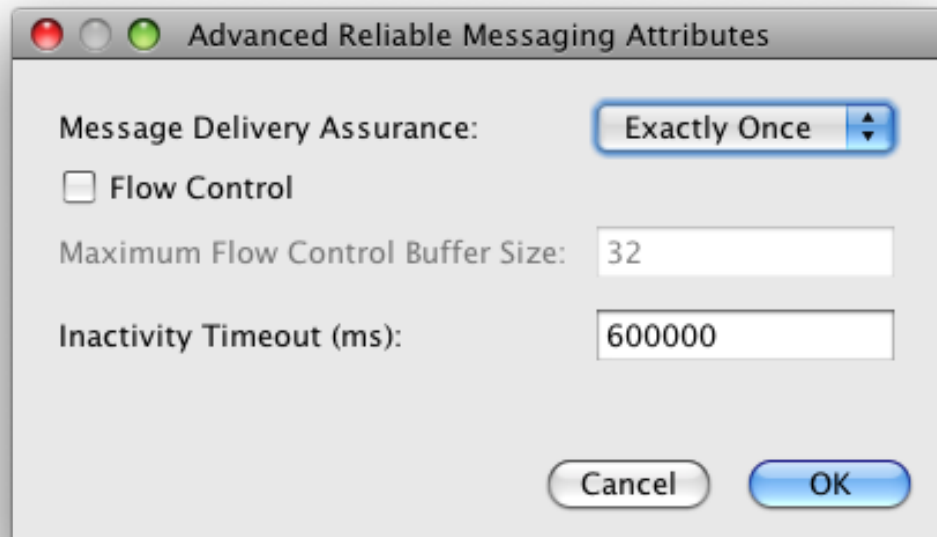 Advanced Reliable Messaging Attributes
Message Delivery Assurance: Exactly Once
Flow Control
Maximum Flow Control Buffer Size: 32
Inactivity Timeout (ms): 600000
Cancel OK